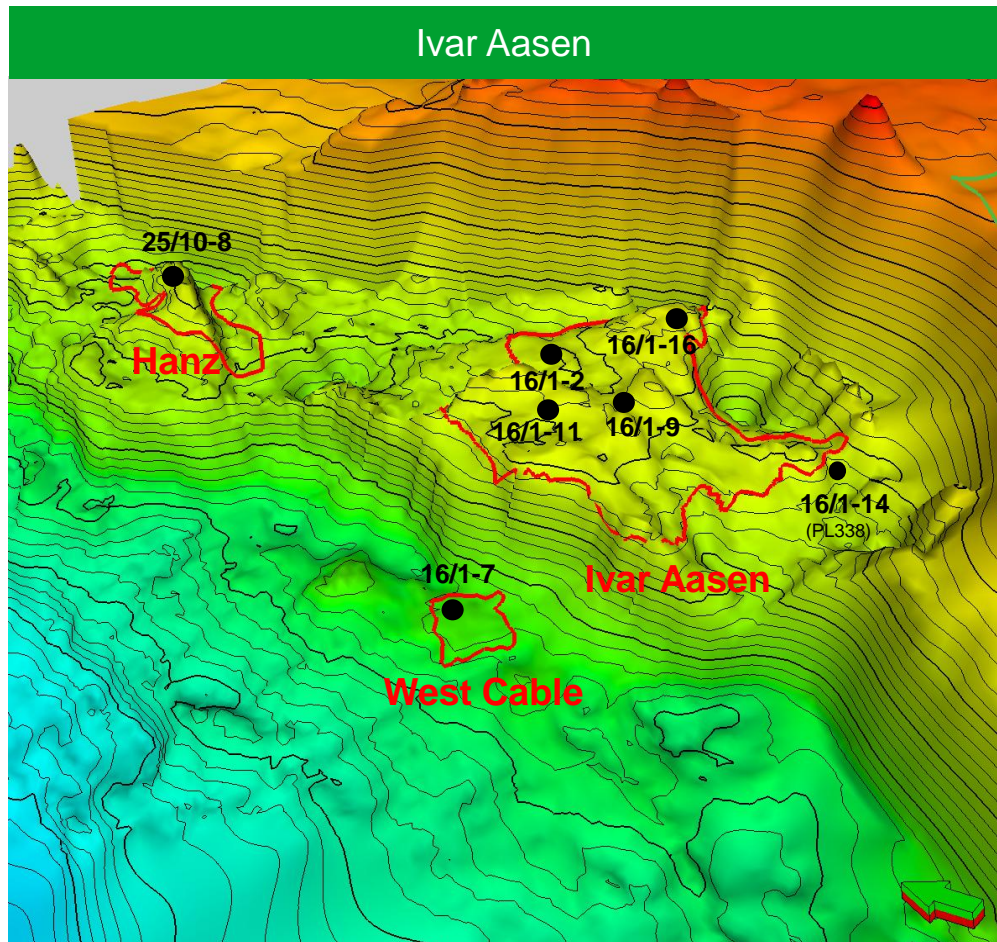 Ivar Aasen
25/10-8
Hanz
16/1-16
16/1-2
16/1-11
16/1-9
16/1-14
(PL338)
Ivar Aasen
16/1-7
West Cable